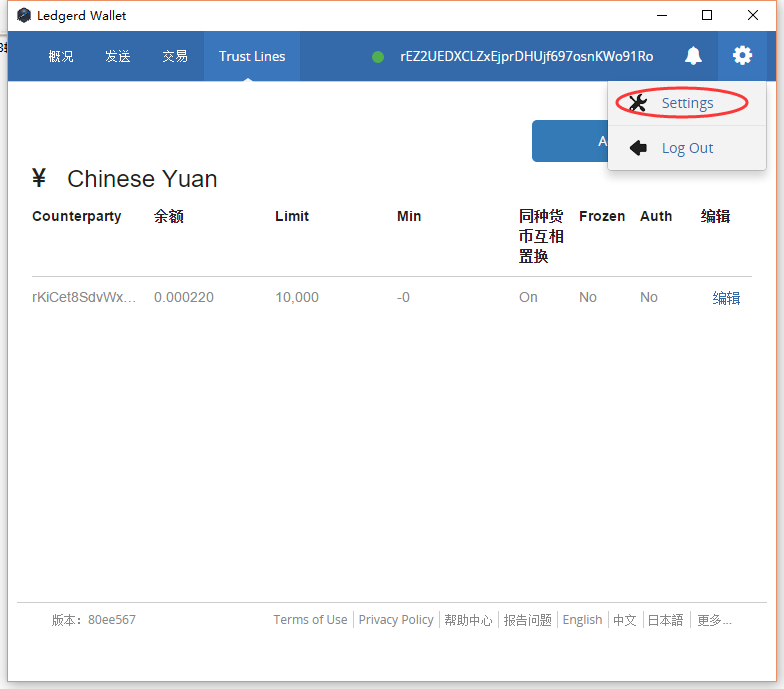 Ledgerd Wallet
概况 发送 交易 Trust Lines rEZ2UEDXCLZxEjprDHUjf697osnKWo91Ro
Settings
Log Out
A
¥ Chinese Yuan
Counterparty 余额 Limit Min 同种货 Frozen Auth 编辑
币互相
置换
rKiCet8SdvWx... 0.000220 10,000 -0 On No No 编辑
版本：80ee567 Terms of Use Privacy Policy 帮助中心 报告问题 English 中文 日本語 更多...